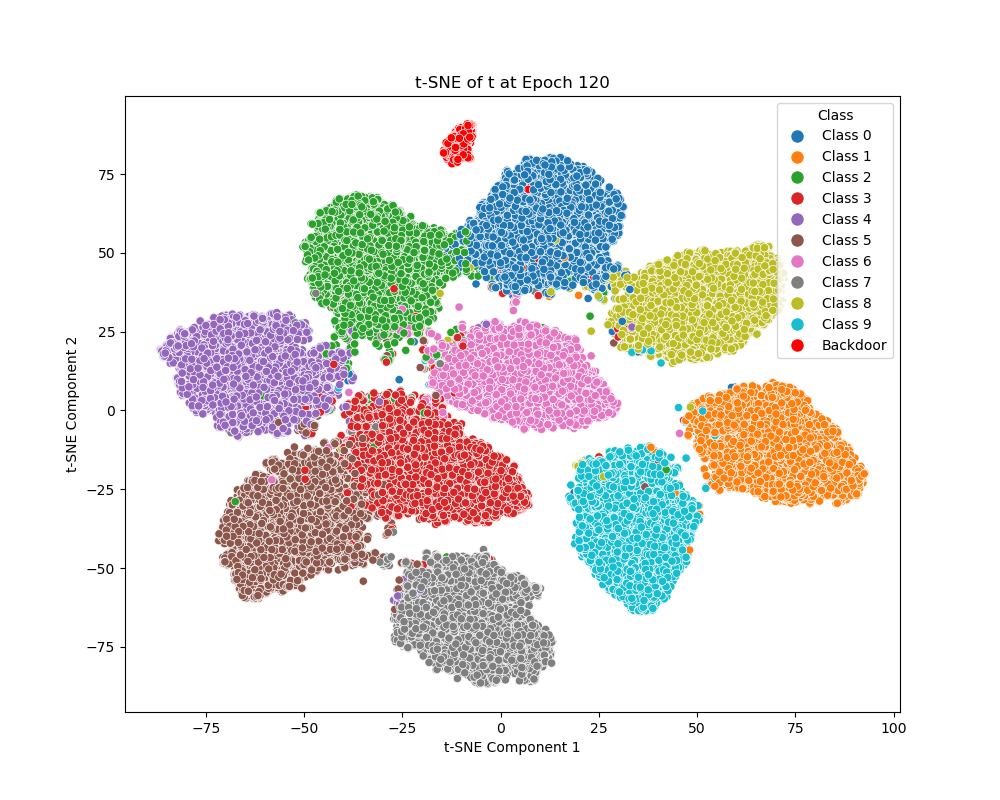 t-SNE of t at Epoch 120
Class
Class 0
Class 1
Class 2
Class 3
Class 4
Class 5
Class 6
Class 7
Class 8
Class 9
Backdoor
75
50
25
0
−25
−50
−75
t-SNE Component 2
−75
−50
−25
0
25
50
75
100
t-SNE Component 1